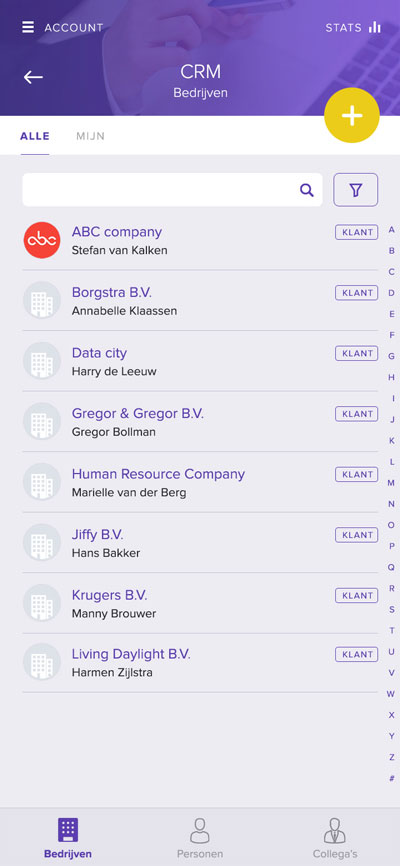 ACCOUNT
STATS
CRM
Bedrijven
ALLE
MIJN
abc
ABC company
KLANT
Stefan van Kalken
Borgstra B.V.
KLANT
Annabelle Klaassen
Data city
KLANT
Harry de Leeuw
Gregor & Gregor B.V.
KLANT
Gregor Bollman
Human Resource Company
KLANT
Marielle van der Berg
Jiffy B.V.
KLANT
Hans Bakker
Krugers B.V.
KLANT
Manny Brouwer
Living Daylight B.V.
KLANT
Harmen Zijlstra
A
B
C
D
E
F
G
H
I
J
K
L
M
N
O
P
Q
R
S
T
U
V
W
X
Y
Z
#
Bedrijven
Personen
Collega's